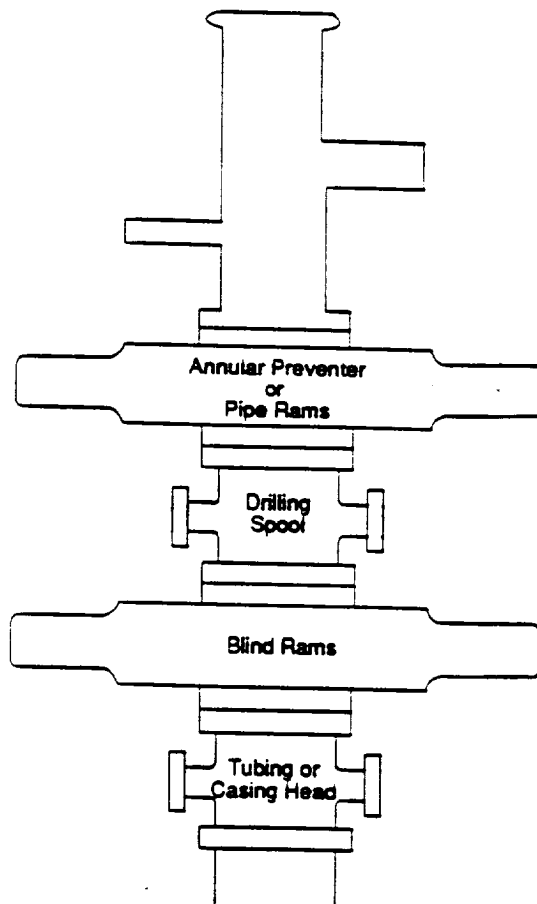 Annular Preventer
or
Pipe Rams
Drilling
Spool
Blind Rams
Tubing or
Casing Head